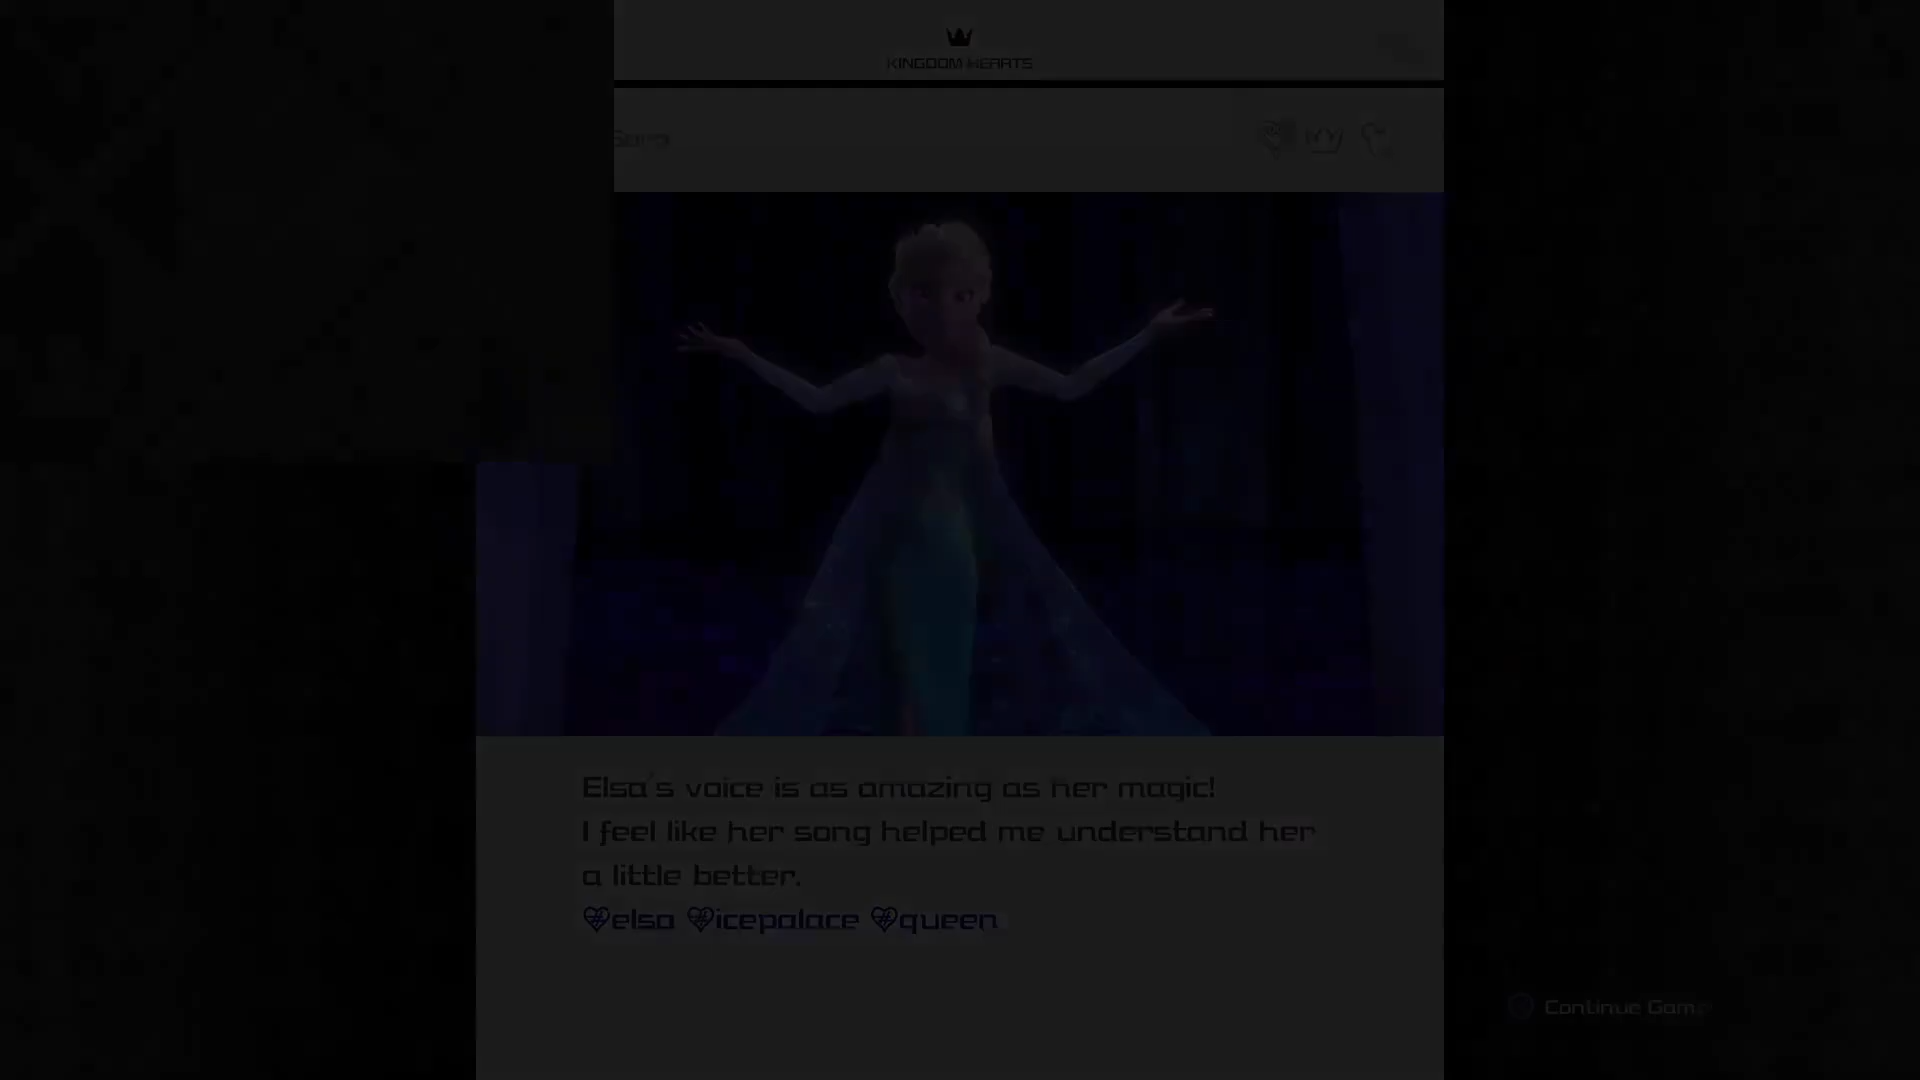 KINGDOM HEARTS
Sora
Elsa's voice is as amazing as her magic!
I feel like her song helped me understand her
a little better.
#elsa #icepalace #queen
Continue Game